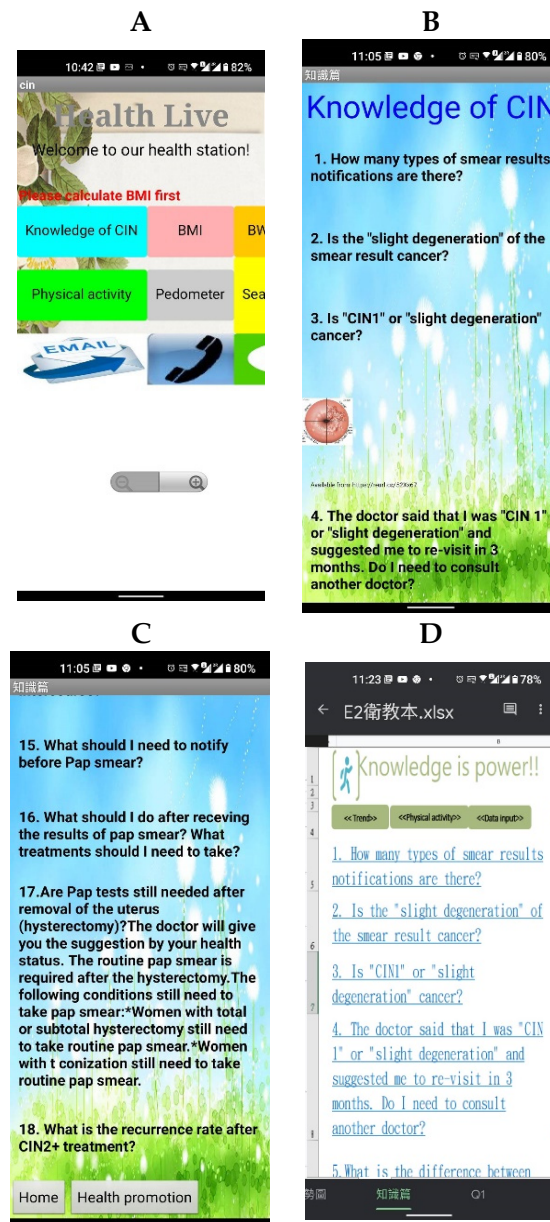 A
10:42 82%
cin
Health Live
Welcome to our health station!
Please calculate BMI first
Knowledge of CIN BMI BW
Physical activity Pedometer Sea
EMAIL
B
11:05 80%
知識篇
Knowledge of CIN
1. How many types of smear results
notifications are there?
2. Is the "slight degeneration" of the
smear result cancer?
3. Is "CIN1" or "slight degeneration"
cancer?
4. The doctor said that I was "CIN 1"
or "slight degeneration" and
suggested me to re-visit in 3
months. Do I need to consult
another doctor?
C
11:05 80%
知識篇
15. What should I need to notify
before Pap smear?
16. What should I do after receving
the results of pap smear? What
treatments should I need to take?
17.Are Pap tests still needed after
removal of the uterus
(hysterectomy)?The doctor will give
you the suggestion by your health
status. The routine pap smear is
required after the hysterectomy.The
following conditions still need to
take pap smear:*Women with total
or subtotal hysterectomy still need
to take routine pap smear.*Women
with t conization still need to take
routine pap smear.
18. What is the recurrence rate after
CIN2+ treatment?
Home Health promotion
D
11:23 78%
E2衛教本.xlsx
B
1
Knowledge is power!!
2
3
<<Trend>> <<Physical activity>> <<Data input>>
4
1. How many types of smear results
5
notifications are there?
2. Is the "slight degeneration" of
6
the smear result cancer?
3. Is "CIN1" or "slight
7
degeneration" cancer?
4. The doctor said that I was "CIN
1" or "slight degeneration" and
suggested me to re-visit in 3
months. Do I need to consult
8
another doctor?
5.What is the difference between
勢圖 知識篇 Q1